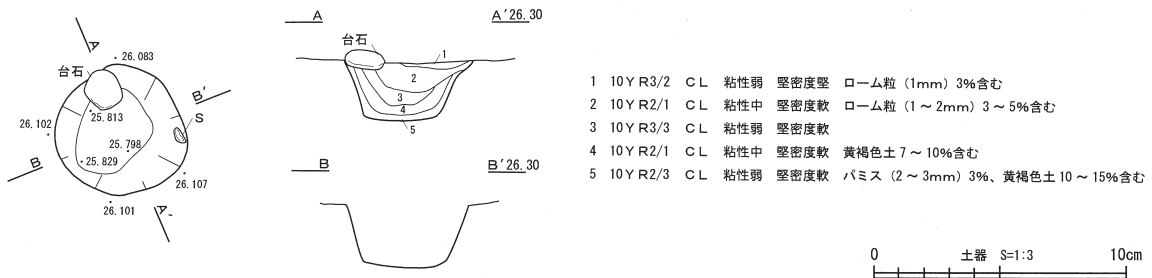 A
26.083
台石
B'
S
25.813
26.102
25.798
25.829
B
26.107
26.101
A'
A A'26.30
台石
1
2
3
4
5
B B'26.30
1 10YR3/2 CL 粘性弱 堅密度堅 ローム粒（1mm）3%含む
2 10YR2/1 CL 粘性中 堅密度軟 ローム粒（1～2mm）3～5%含む
3 10YR3/3 CL 粘性弱 堅密度軟
4 10YR2/1 CL 粘性中 堅密度軟 黄褐色土7～10%含む
5 10YR2/3 CL 粘性弱 堅密度軟 パミス（2～3mm）3%、黄褐色土10～15%含む
0 土器 S=1:3 10cm